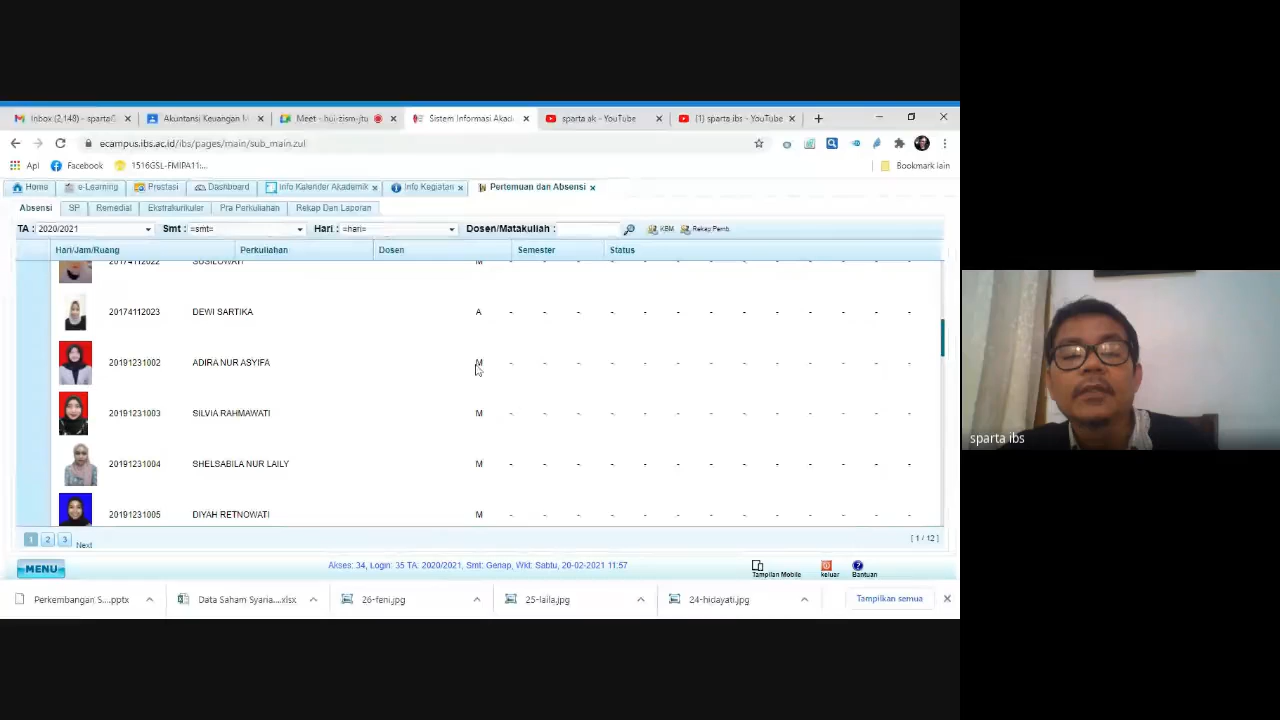 Inbox (2,148) - sparta@
Akuntansi Keuangan M
Meet - hui-zism-jtu
Sistem Informasi Akad
sparta ak - YouTube
(1) sparta ibs - YouTube
ecampus.ibs.ac.id/ibs/pages/main/sub_main.zul
Apl
Facebook
1516GSL-FMIPA11:...
Bookmark lain
Home
e-Learning
Prestasi
Dashboard
Info Kalender Akademik
Info Kegiatan
Pertemuan dan Absensi
Absensi
SP
Remedial
Ekstrakurikuler
Pra Perkuliahan
Rekap Dan Laporan
TA : 2020/2021
Smt : =smt=
Hari : =hari=
Dosen/Matakuliah :
KBM
Rekap Pemb
Hari/Jam/Ruang
Perkuliahan
Dosen
Semester
Status
20174112022 SUSILOWATI M - - - - - - - - - - - - -
20174112023 DEWI SARTIKA A - - - - - - - - - - - - -
20191231002 ADIRA NUR ASYIFA M - - - - - - - - - - - - -
20191231003 SILVIA RAHMAWATI M - - - - - - - - - - - - -
20191231004 SHELSABILA NUR LAILY M - - - - - - - - - - - - -
20191231005 DIYAH RETNOWATI M - - - - - - - - - - - - -
1 2 3 Next
[ 1 / 12 ]
MENU
Akses: 34, Login: 35 TA: 2020/2021, Smt: Genap, Wkt: Sabtu, 20-02-2021 11:57
Tampilan Mobile
keluar
Bantuan
Perkembangan S....pptx
Data Saham Syaria....xlsx
26-feni.jpg
25-laila.jpg
24-hidayati.jpg
Tampilkan semua
sparta ibs